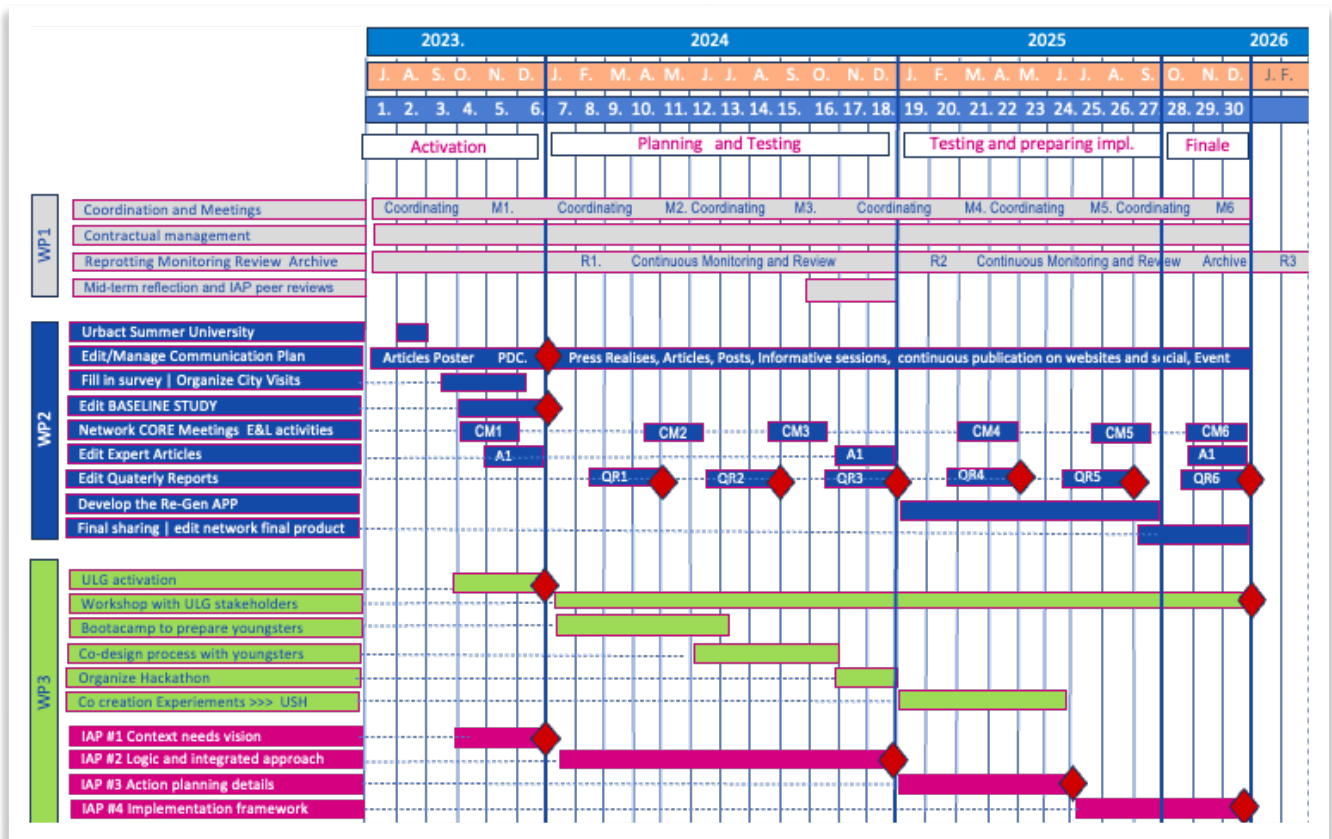 2023. 2024 2025 2026
J. A. S. O. N. D. J. F. M. A. M. J. J. A. S. O. N. D. J. F. M. A. M. J. J. A. S. O. N. D. J. F.
1. 2. 3. 4. 5. 6. 7. 8. 9. 10. 11. 12. 13. 14. 15. 16. 17. 18. 19. 20. 21. 22 23. 24. 25. 26. 27. 28. 29. 30
Activation Planning and Testing Testing and preparing impl. Finale
WP1
Coordination and Meetings Coordinating M1. Coordinating M2. Coordinating M3. Coordinating M4. Coordinating M5. Coordinating M6
Contractual management
Reprotting Monitoring Review Archive R1. Continuous Monitoring and Review R2 Continuous Monitoring and Review Archive R3
Mid-term reflection and IAP peer reviews
WP2
Urbact Summer University
Edit/Manage Communication Plan Articles Poster PDC. Press Realises, Articles, Posts, Informative sessions, continuous publication on websites and social, Event
Fill in survey | Organize City Visits
Edit BASELINE STUDY
Network CORE Meetings E&L activities CM1 CM2 CM3 CM4 CM5 CM6
Edit Expert Articles A1 A1 A1
Edit Quaterly Reports QR1 QR2 QR3 QR4 QR5 QR6
Develop the Re-Gen APP
Final sharing | edit network final product
WP3
ULG activation
Workshop with ULG stakeholders
Bootacamp to prepare youngsters
Co-design process with youngsters
Organize Hackathon
Co creation Experiements >>> USH
IAP #1 Context needs vision
IAP #2 Logic and integrated approach
IAP #3 Action planning details
IAP #4 Implementation framework